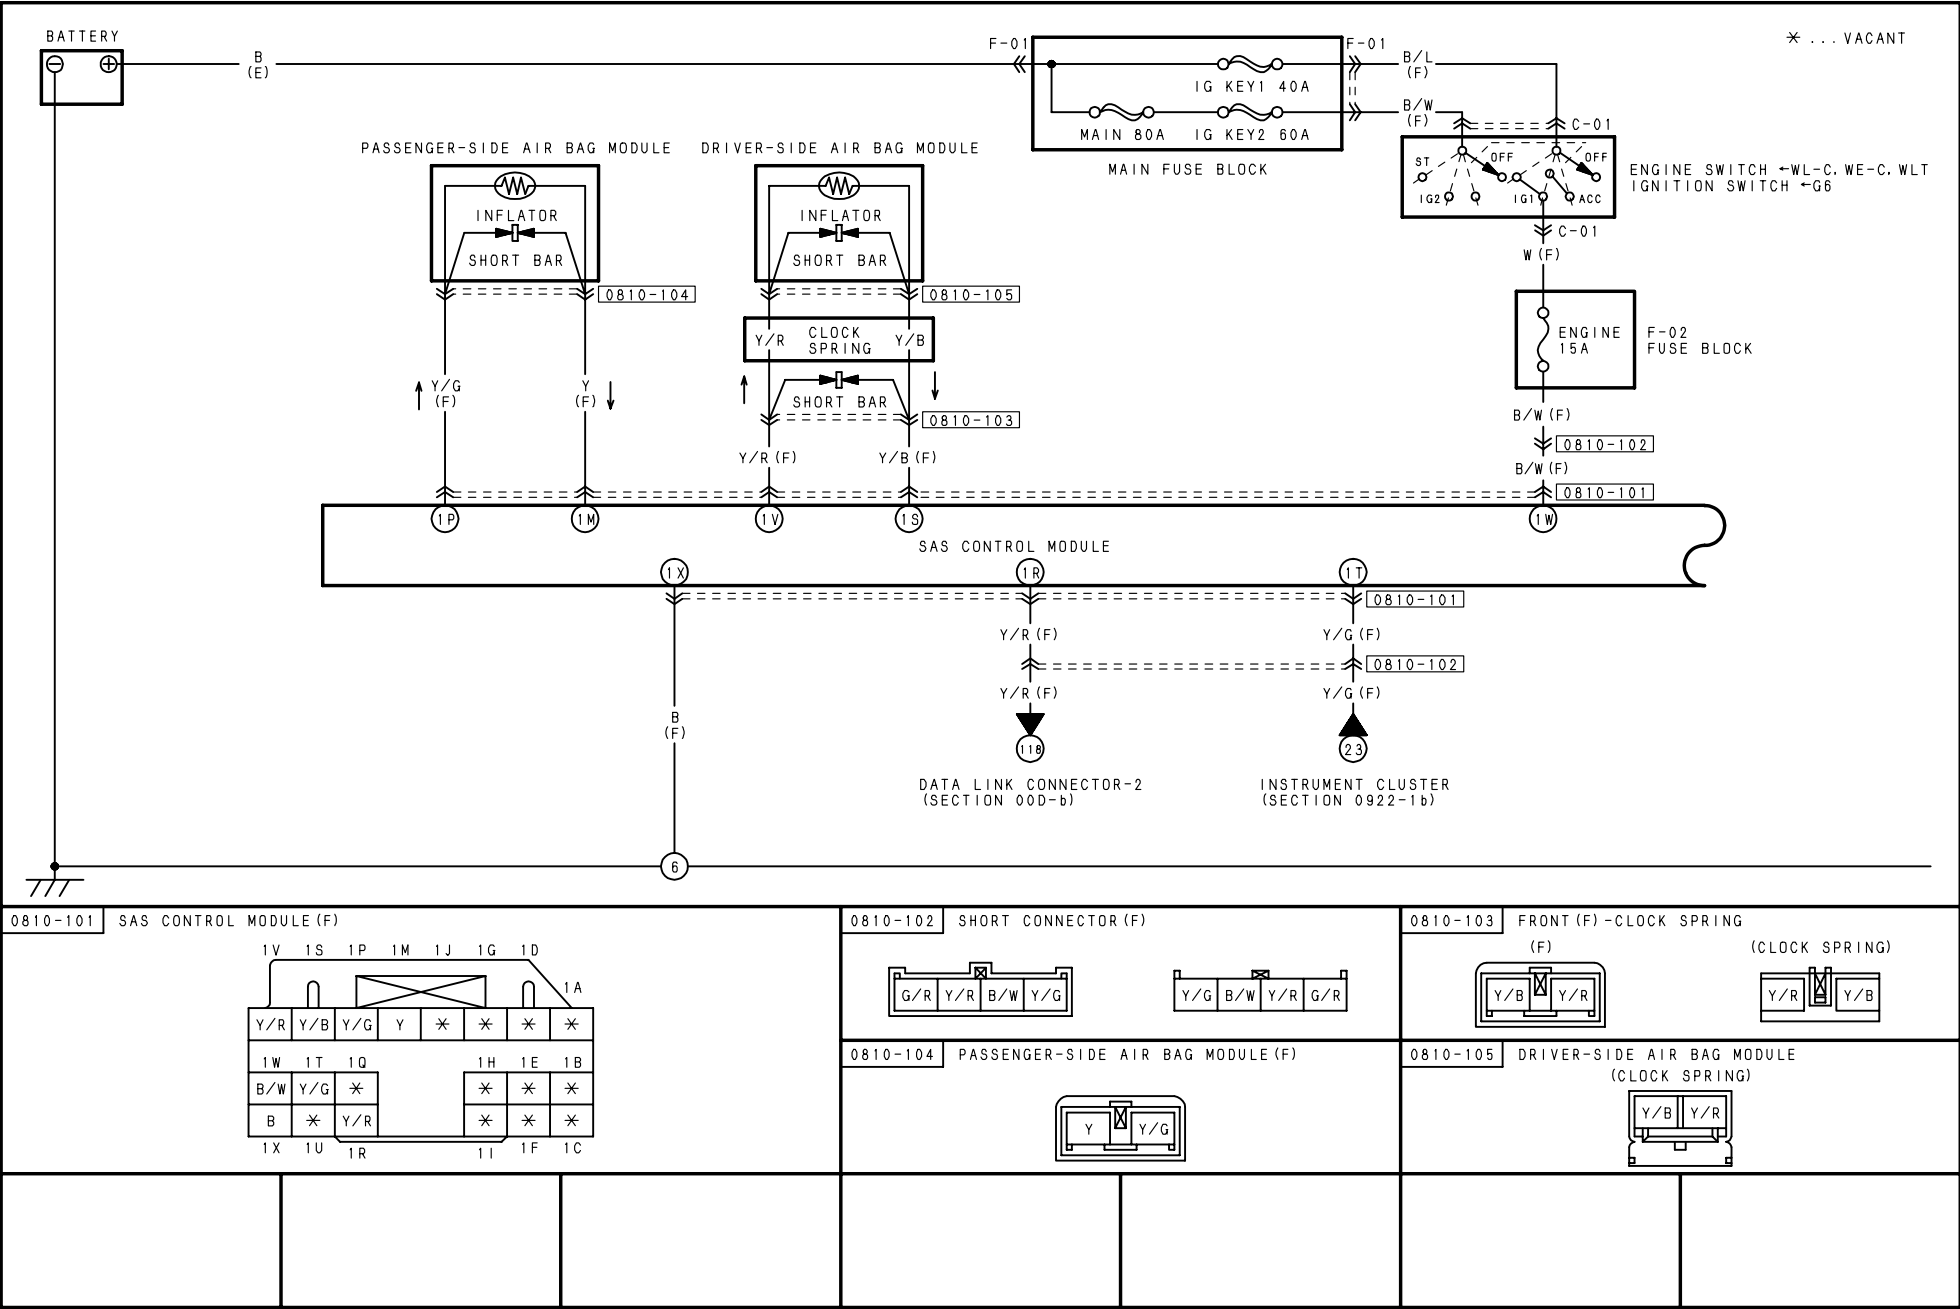 BATTERY
B
(E)
F-01
F-01
B/L
(F)
✳ ...VACANT
IG KEY1 40A
B/W
(F)
MAIN 80A
IG KEY2 60A
C-01
MAIN FUSE BLOCK
ST
OFF
OFF
IG2
IG1
ACC
ENGINE SWITCH ←WL-C, WE-C, WLT
IGNITION SWITCH ←G6
C-01
W(F)
PASSENGER-SIDE AIR BAG MODULE
DRIVER-SIDE AIR BAG MODULE
INFLATOR
INFLATOR
SHORT BAR
SHORT BAR
0810-104
0810-105
Y/R
CLOCK
SPRING
Y/B
ENGINE
15A
F-02
FUSE BLOCK
Y/G
(F)
Y
(F)
SHORT BAR
0810-103
B/W(F)
0810-102
Y/R(F)
Y/B(F)
B/W(F)
0810-101
1P
1M
1V
1S
1W
SAS CONTROL MODULE
1X
1R
1T
0810-101
Y/R(F)
Y/G(F)
0810-102
Y/R(F)
Y/G(F)
B
(F)
118
23
DATA LINK CONNECTOR-2
(SECTION 00D-b)
INSTRUMENT CLUSTER
(SECTION 0922-1b)
6
0810-101 SAS CONTROL MODULE(F)
1V 1S 1P 1M 1J 1G 1D
1A
Y/R Y/B Y/G Y ✳ ✳ ✳ ✳
1W 1T 1Q 1H 1E 1B
B/W Y/G ✳ ✳ ✳ ✳
B ✳ Y/R ✳ ✳ ✳
1X 1U 1R 1I 1F 1C
0810-102 SHORT CONNECTOR(F)
G/R Y/R B/W Y/G
Y/G B/W Y/R G/R
0810-103 FRONT(F)-CLOCK SPRING
(F)
(CLOCK SPRING)
Y/B Y/R
Y/R Y/B
0810-104 PASSENGER-SIDE AIR BAG MODULE(F)
Y Y/G
0810-105 DRIVER-SIDE AIR BAG MODULE
(CLOCK SPRING)
Y/B Y/R